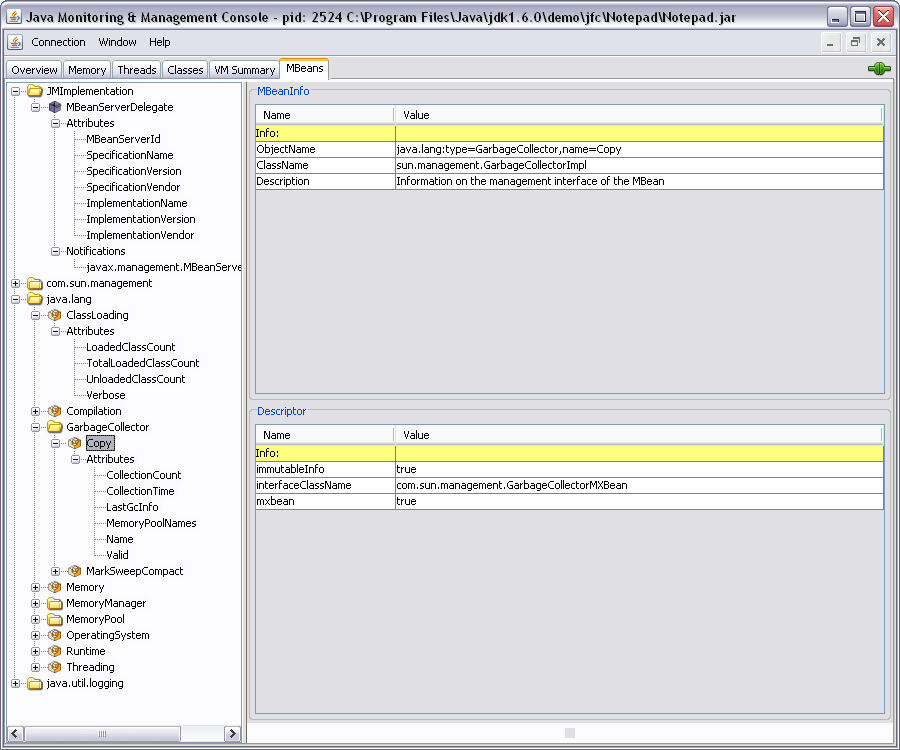 Java Monitoring & Management Console - pid: 2524 C:\Program Files\Java\jdk1.6.0\demo\jfc\Notepad\Notepad.jar
Connection Window Help
Overview Memory Threads Classes VM Summary MBeans
JMImplementation
MBeanServerDelegate
Attributes
MBeanServerId
SpecificationName
SpecificationVersion
SpecificationVendor
ImplementationName
ImplementationVersion
ImplementationVendor
Notifications
javax.management.MBeanServe
com.sun.management
java.lang
ClassLoading
Attributes
LoadedClassCount
TotalLoadedClassCount
UnloadedClassCount
Verbose
Compilation
GarbageCollector
Copy
Attributes
CollectionCount
CollectionTime
LastGcInfo
MemoryPoolNames
Name
Valid
MarkSweepCompact
Memory
MemoryManager
MemoryPool
OperatingSystem
Runtime
Threading
java.util.logging
MBeanInfo
Name Value
Info:
ObjectName java.lang:type=GarbageCollector,name=Copy
ClassName sun.management.GarbageCollectorImpl
Description Information on the management interface of the MBean
Descriptor
Name Value
Info:
immutableInfo true
interfaceClassName com.sun.management.GarbageCollectorMXBean
mxbean true